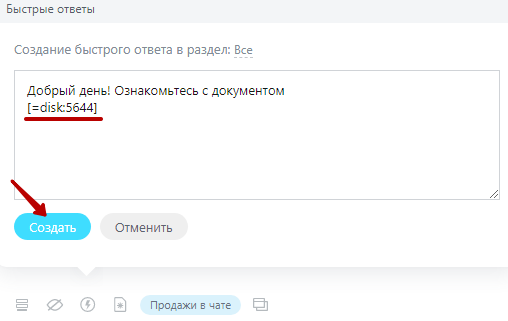 Быстрые ответы
Создание быстрого ответа в раздел: Все
Добрый день! Ознакомьтесь с документом
[=disk:5644]
Создать Отменить
Продажи в чате